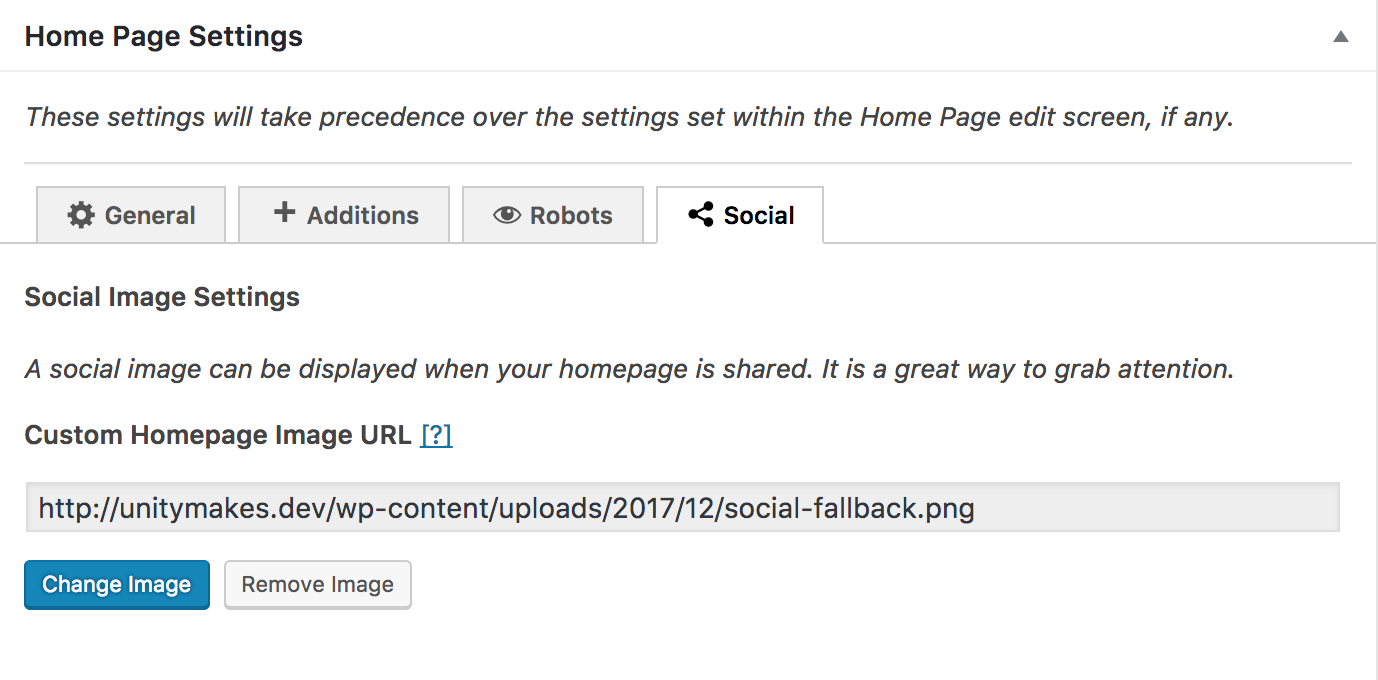 Home Page Settings
These settings will take precedence over the settings set within the Home Page edit screen, if any.
General Additions Robots Social
Social Image Settings
A social image can be displayed when your homepage is shared. It is a great way to grab attention.
Custom Homepage Image URL [?]
http://unitymakes.dev/wp-content/uploads/2017/12/social-fallback.png
Change Image Remove Image